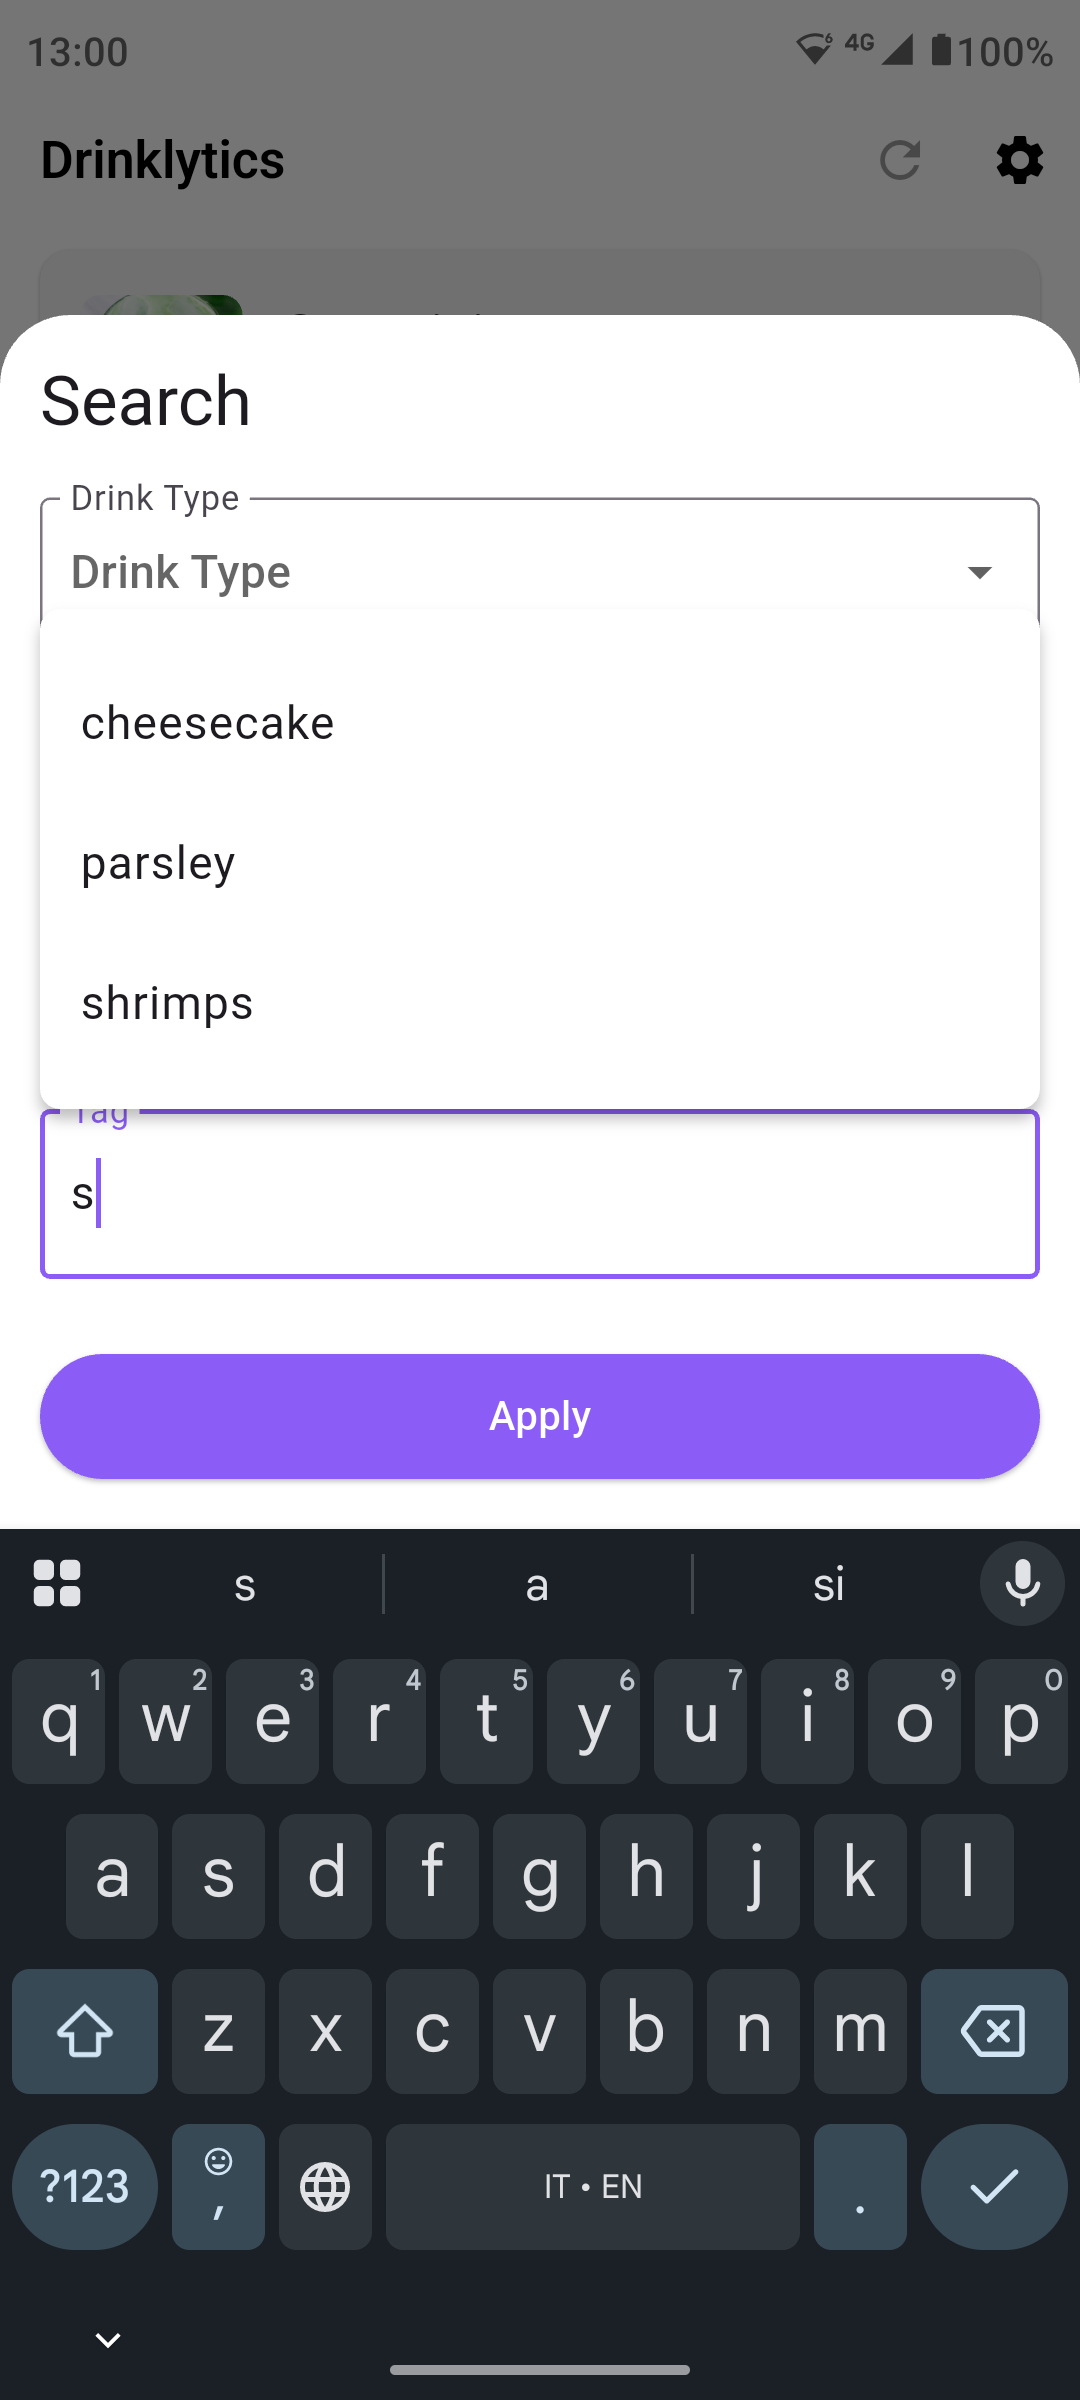 13:00 6 4G 100%
Drinklytics
Search
Drink Type
Drink Type
cheesecake
parsley
shrimps
Tag
s
Apply
s a si
q1 w2 e3 r4 t5 y6 u7 i8 o9 p0
a s d f g h j k l
z x c v b n m
?123 , IT • EN .